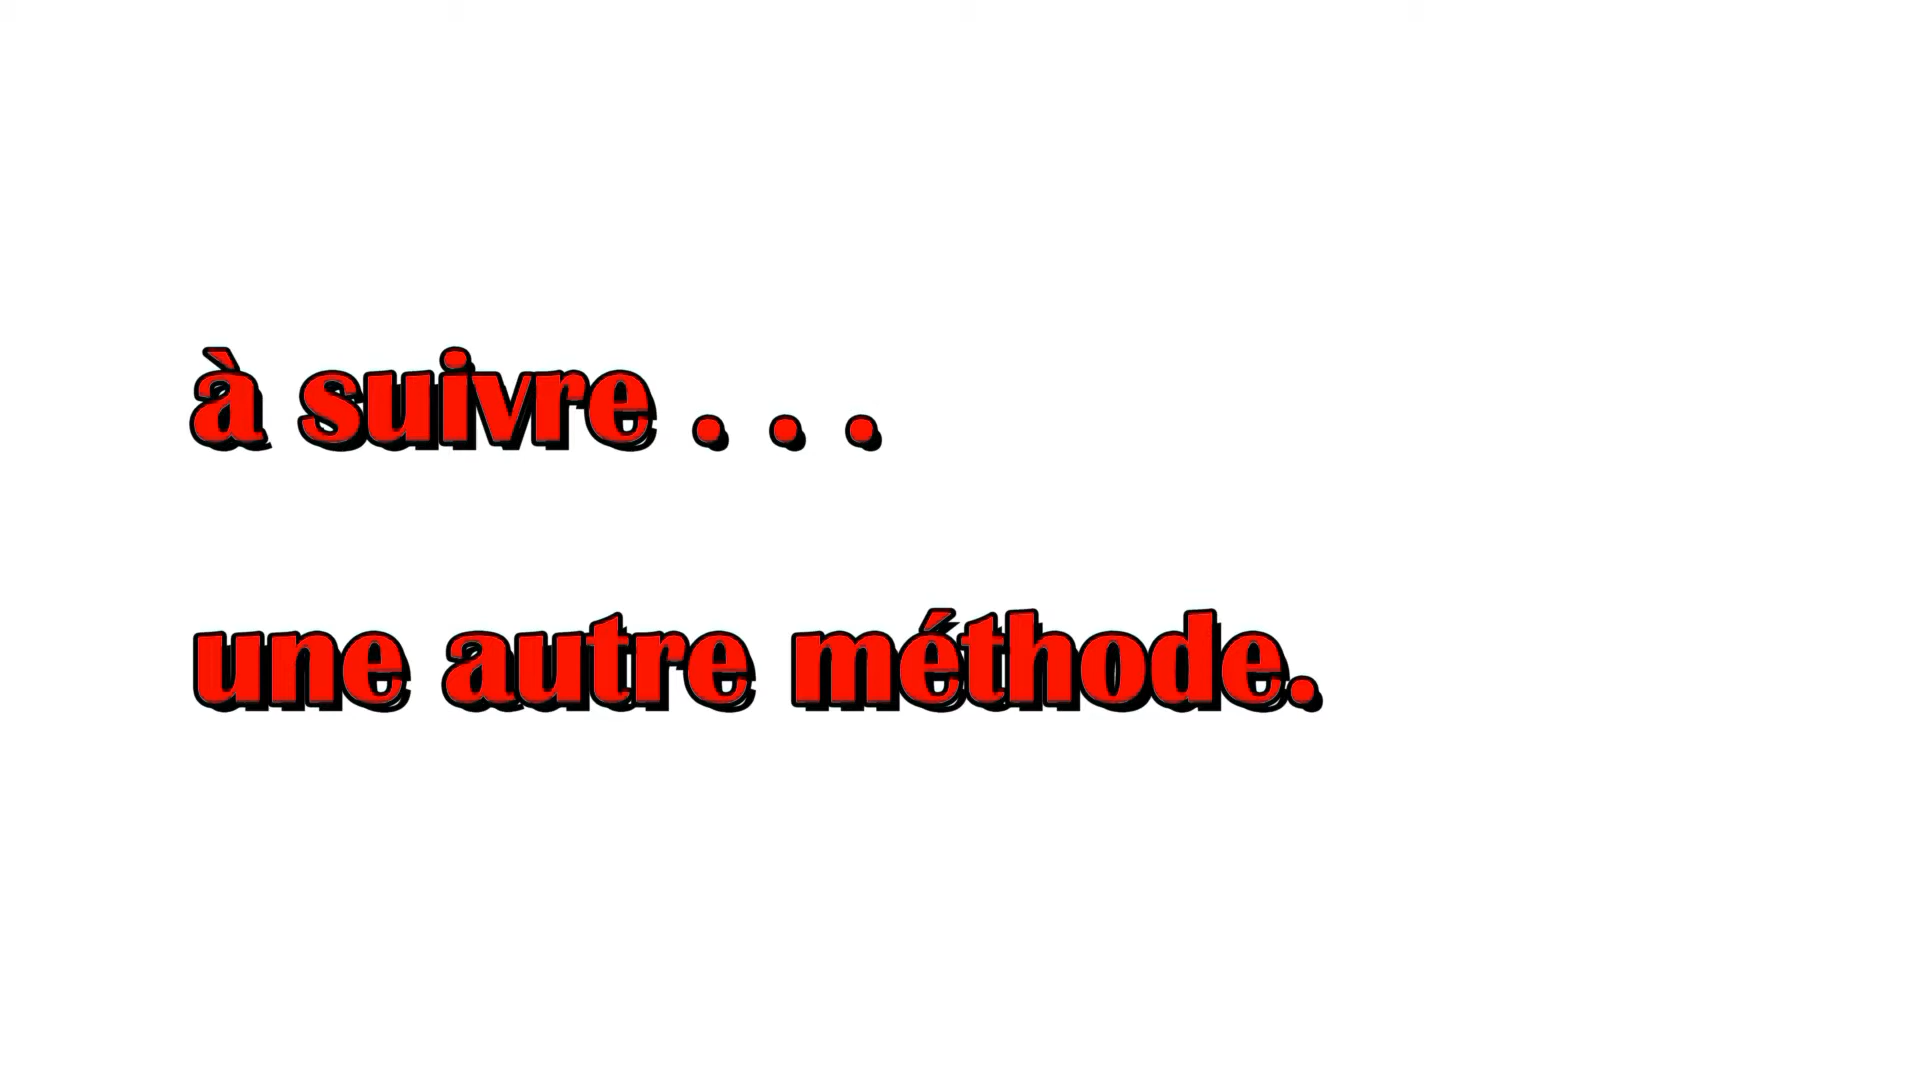 à suivre . . .
une autre méthode.